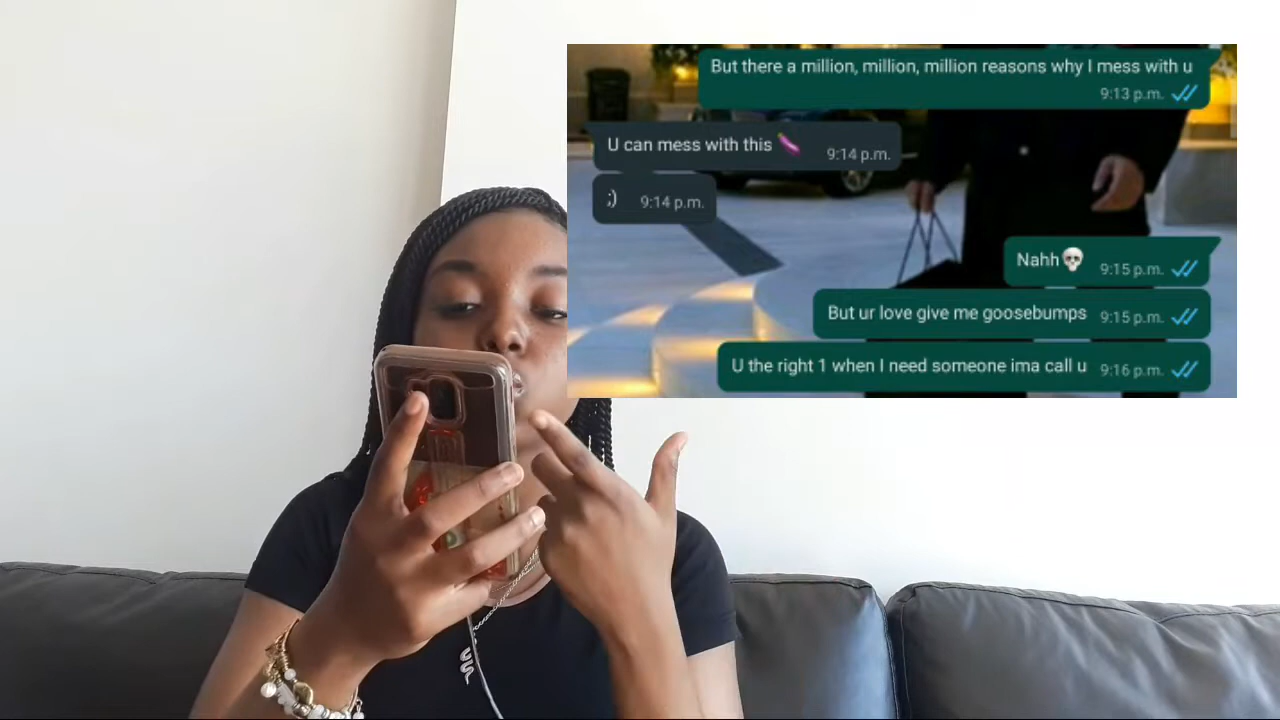 But there a million, million, million reasons why I mess with u
9:13 p.m.
U can mess with this 🍆 9:14 p.m.
;) 9:14 p.m.
Nahh💀 9:15 p.m.
But ur love give me goosebumps 9:15 p.m.
U the right 1 when I need someone ima call u 9:16 p.m.